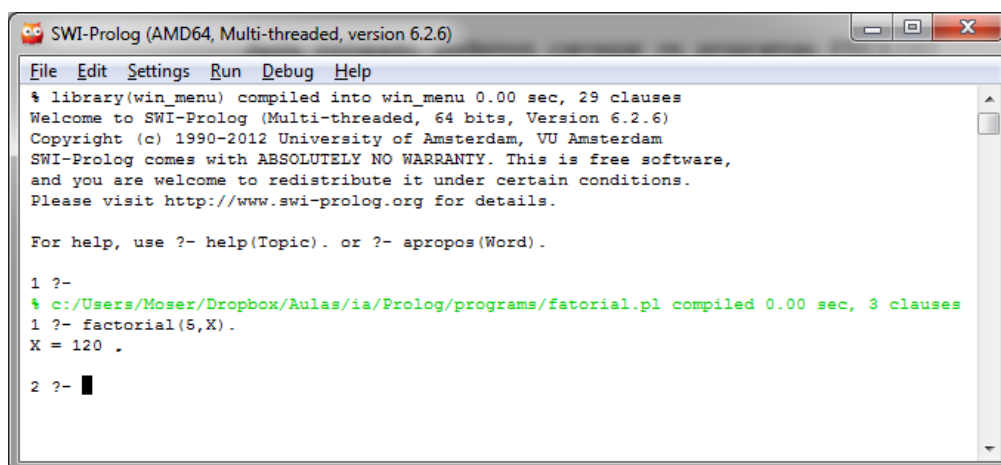 SWI-Prolog (AMD64, Multi-threaded, version 6.2.6)
File Edit Settings Run Debug Help
% library(win_menu) compiled into win_menu 0.00 sec, 29 clauses
Welcome to SWI-Prolog (Multi-threaded, 64 bits, Version 6.2.6)
Copyright (c) 1990-2012 University of Amsterdam, VU Amsterdam
SWI-Prolog comes with ABSOLUTELY NO WARRANTY. This is free software,
and you are welcome to redistribute it under certain conditions.
Please visit http://www.swi-prolog.org for details.
For help, use ?- help(Topic). or ?- apropos(Word).
1 ?-
% c:/Users/Moser/Dropbox/Aulas/ia/Prolog/programs/fatorial.pl compiled 0.00 sec, 3 clauses
1 ?- factorial(5,X).
X = 120 .
2 ?-